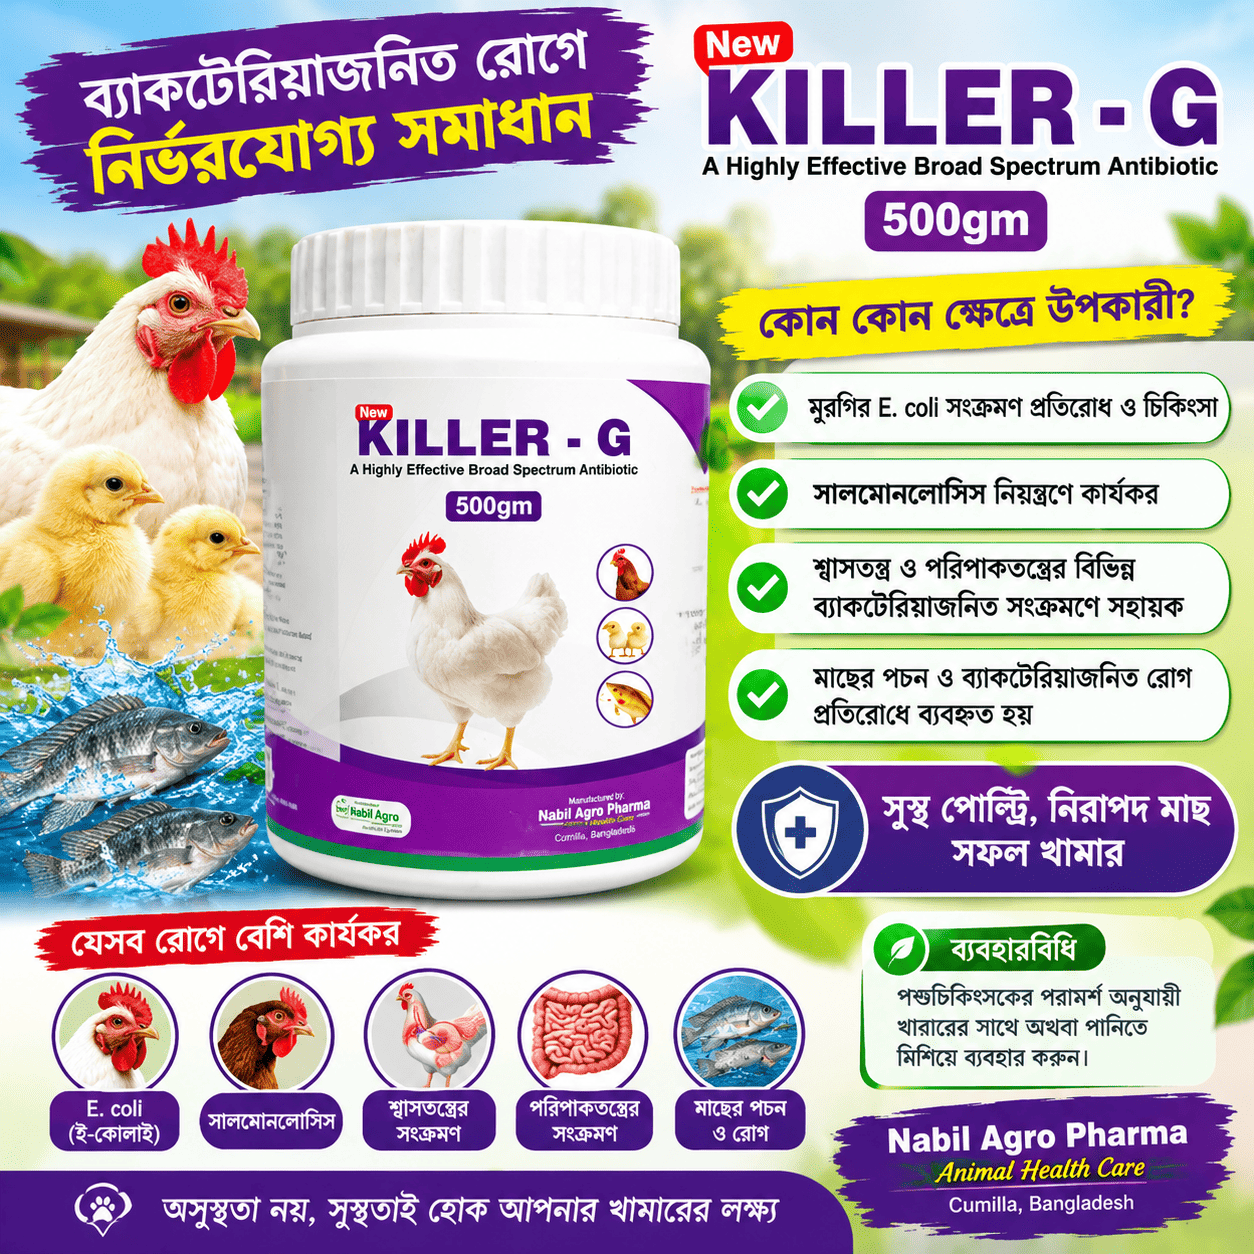 ব্যাকটেরিয়াজনিত রোগে
নির্ভরযোগ্য সমাধান
New
KILLER - G
A Highly Effective Broad Spectrum Antibiotic
500gm
কোন কোন ক্ষেত্রে উপকারী?
মুরগির E. coli সংক্রমণ প্রতিরোধ ও চিকিৎসা
সালমোনলোসিস নিয়ন্ত্রণে কার্যকর
শ্বাসতন্ত্র ও পরিপাকতন্ত্রের বিভিন্ন
ব্যাকটেরিয়াজনিত সংক্রমণে সহায়ক
মাছের পচন ও ব্যাকটেরিয়াজনিত রোগ
প্রতিরোধে ব্যবহৃত হয়
সুস্থ পোল্ট্রি, নিরাপদ মাছ
সফল খামার
New
KILLER - G
A Highly Effective Broad Spectrum Antibiotic
500gm
Nabil Agro
Manufactured by:
Nabil Agro Pharma
Cumilla, Bangladesh
যেসব রোগে বেশি কার্যকর
E. coli
(ই-কোলাই)
সালমোনলোসিস
শ্বাসতন্ত্রের
সংক্রমণ
পরিপাকতন্ত্রের
সংক্রমণ
মাছের পচন
ও রোগ
ব্যবহারবিধি
পশুচিকিৎসকের পরামর্শ অনুযায়ী
খারারের সাথে অথবা পানিতে
মিশিয়ে ব্যবহার করুন।
Nabil Agro Pharma
Animal Health Care
Cumilla, Bangladesh
অসুস্থতা নয়, সুস্থতাই হোক আপনার খামারের লক্ষ্য